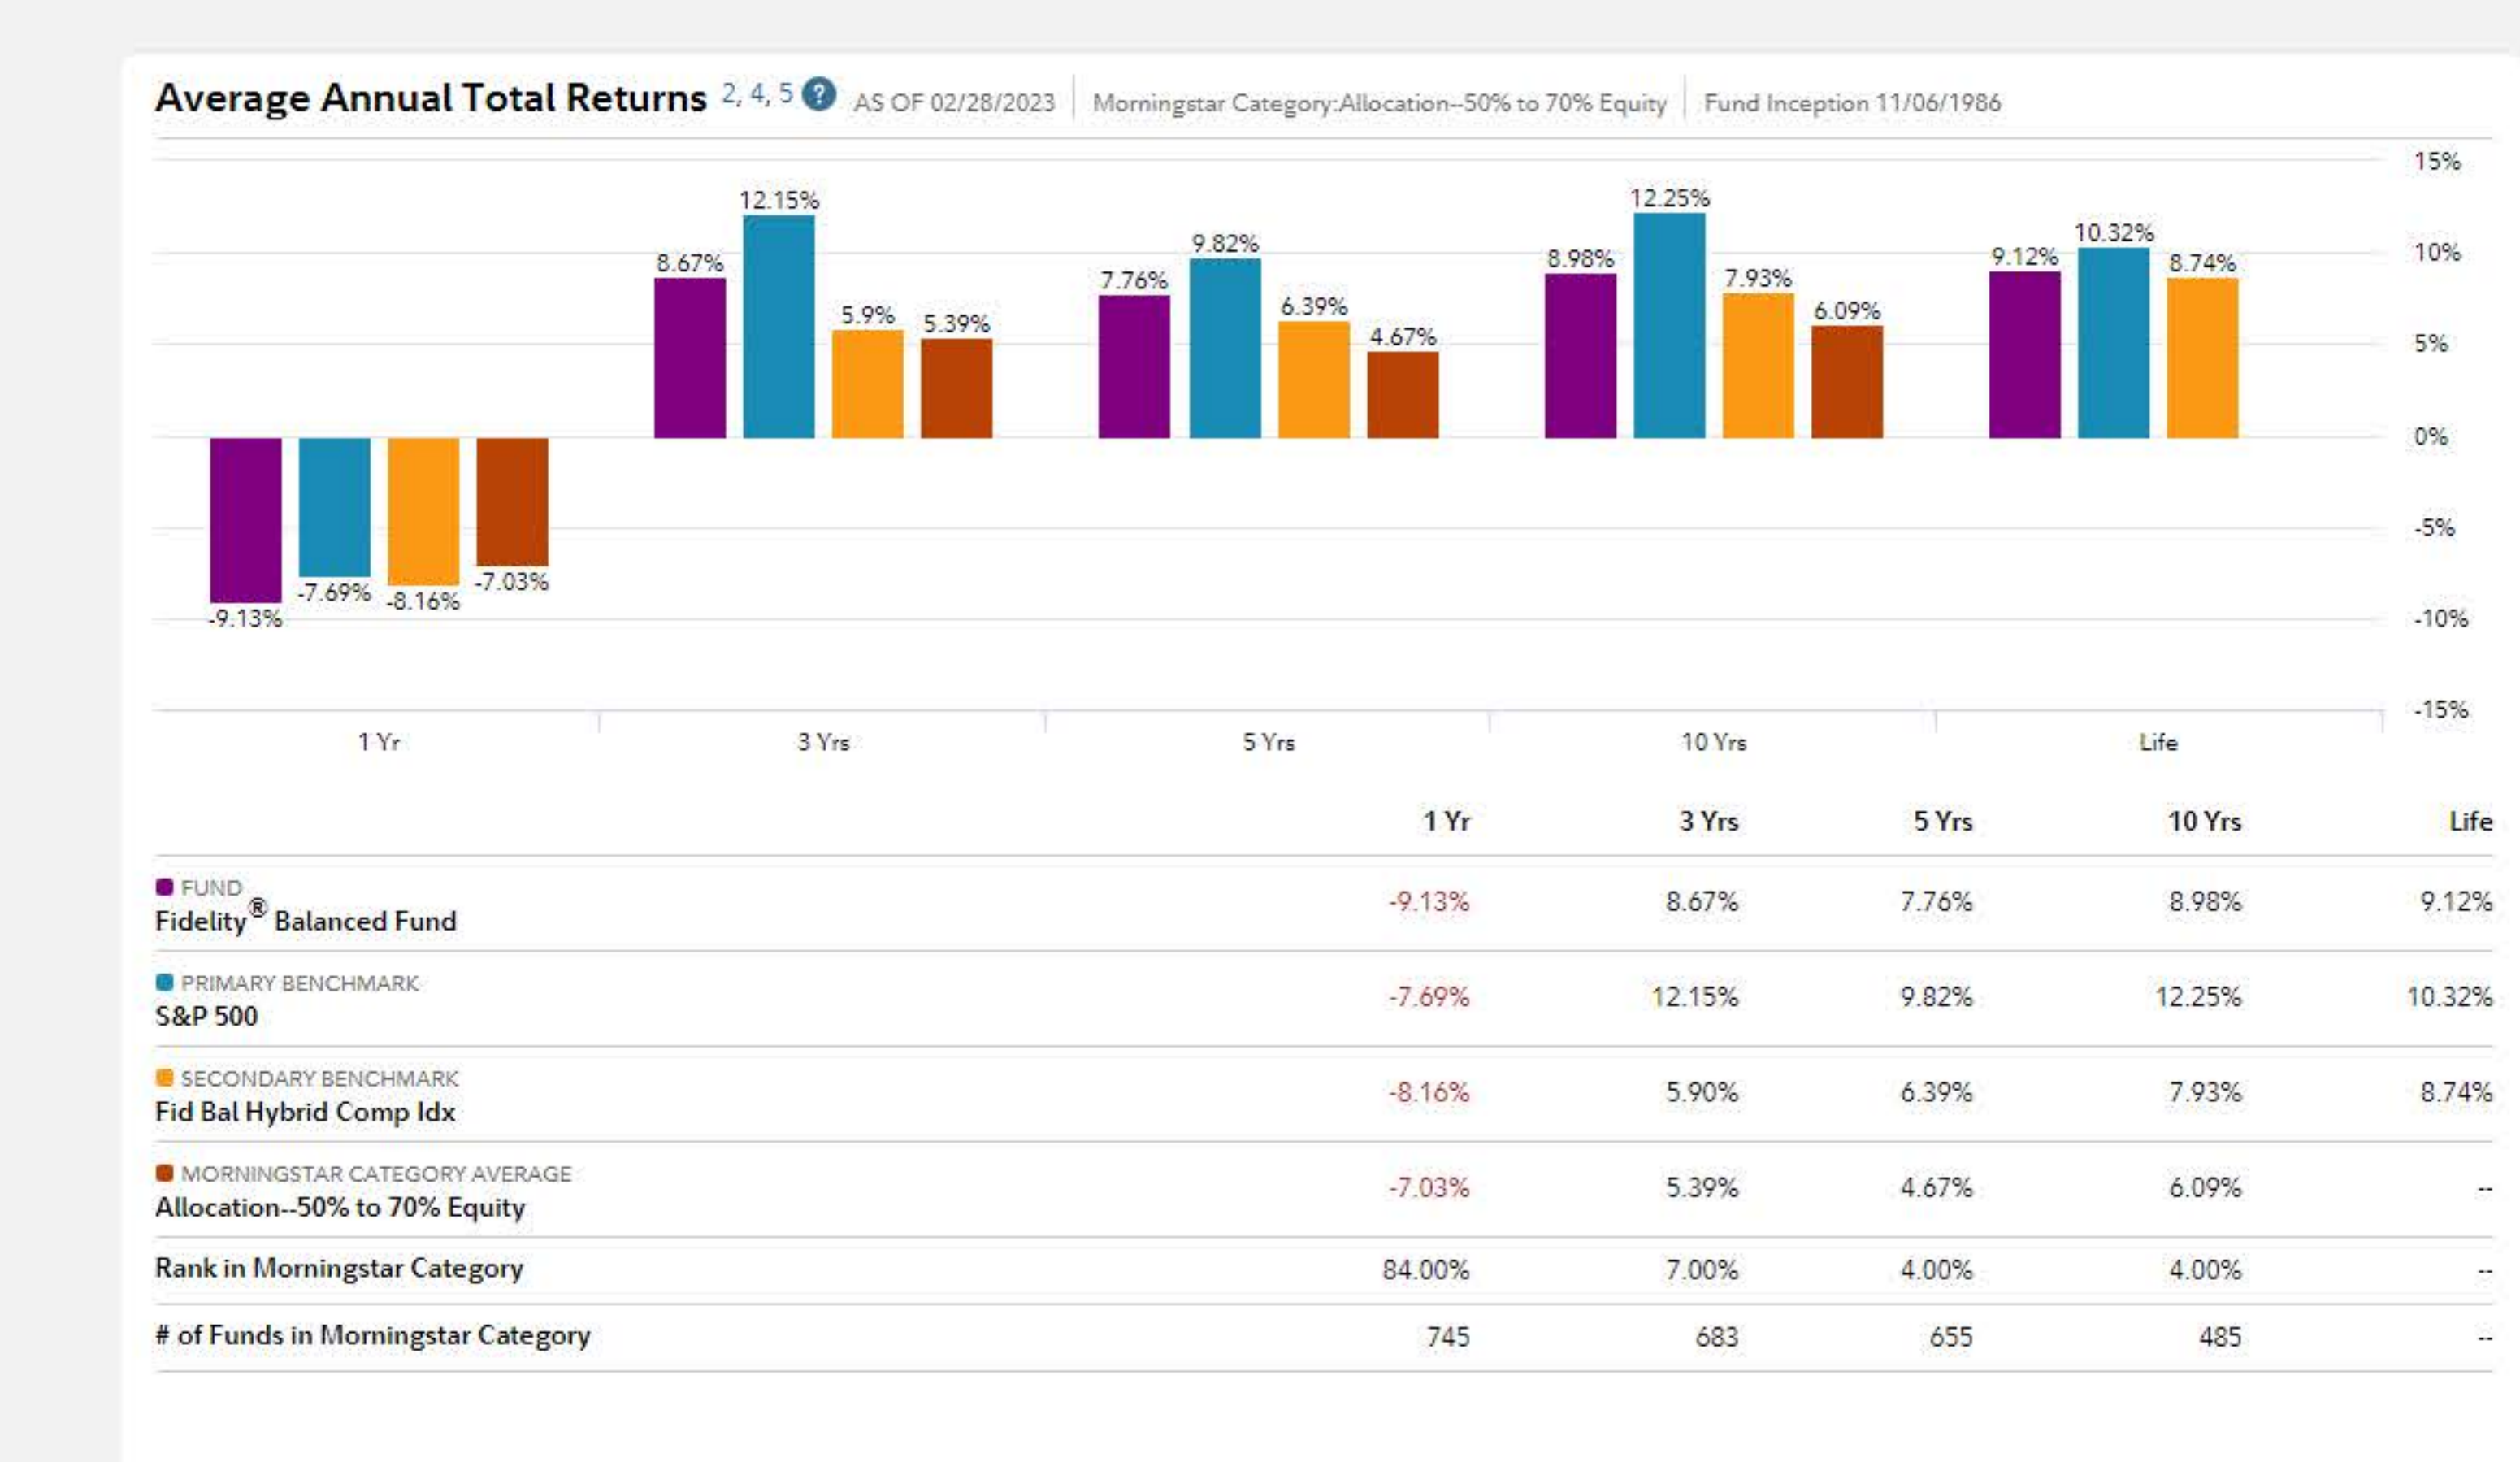 Average Annual Total Returns 2, 4, 5 ? AS OF 02/28/2023 Morningstar Category:Allocation--50% to 70% Equity Fund Inception 11/06/1986
15%
10%
5%
0%
-5%
-10%
-15%
-9.13% -7.69% -8.16% -7.03%
8.67% 12.15% 5.9% 5.39%
7.76% 9.82% 6.39% 4.67%
8.98% 12.25% 7.93% 6.09%
9.12% 10.32% 8.74%
1 Yr 3 Yrs 5 Yrs 10 Yrs Life
1 Yr 3 Yrs 5 Yrs 10 Yrs Life
FUND
Fidelity® Balanced Fund -9.13% 8.67% 7.76% 8.98% 9.12%
PRIMARY BENCHMARK
S&P 500 -7.69% 12.15% 9.82% 12.25% 10.32%
SECONDARY BENCHMARK
Fid Bal Hybrid Comp Idx -8.16% 5.90% 6.39% 7.93% 8.74%
MORNINGSTAR CATEGORY AVERAGE
Allocation--50% to 70% Equity -7.03% 5.39% 4.67% 6.09% --
Rank in Morningstar Category 84.00% 7.00% 4.00% 4.00% --
# of Funds in Morningstar Category 745 683 655 485 --